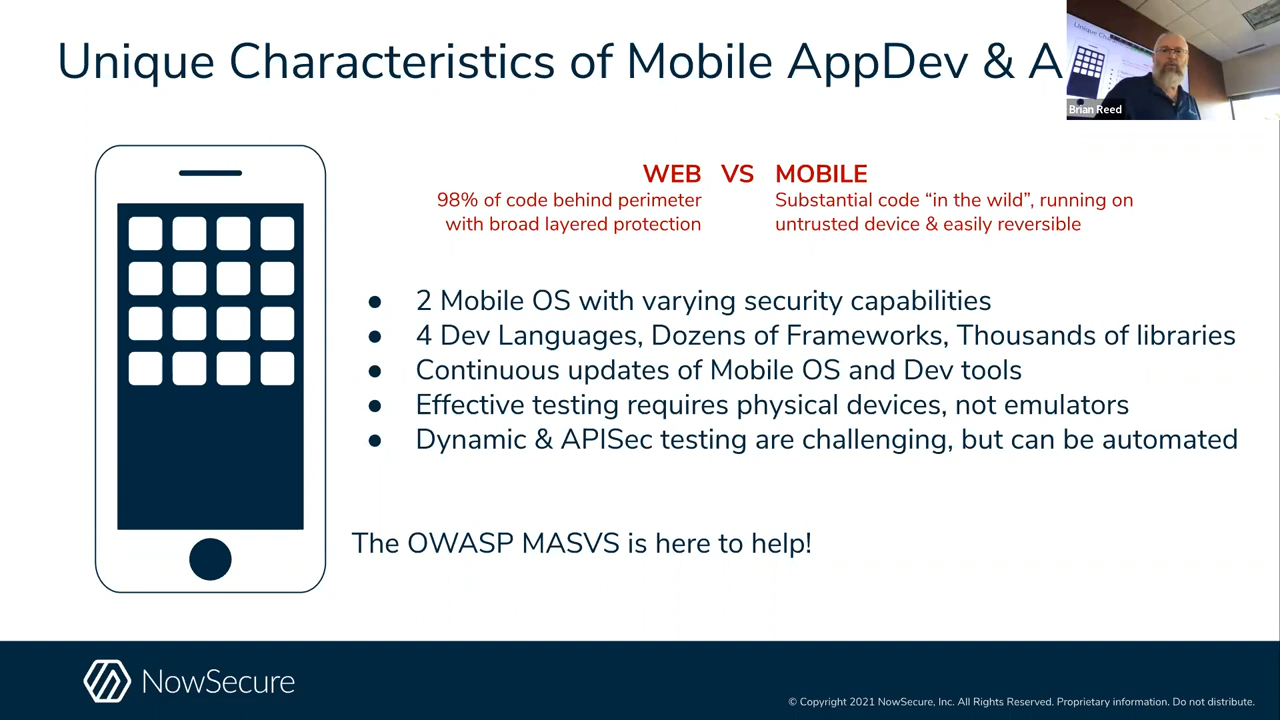 Unique Characteristics of Mobile AppDev & A
Brian Reed
WEB VS MOBILE
98% of code behind perimeter
with broad layered protection
Substantial code “in the wild”, running on
untrusted device & easily reversible
● 2 Mobile OS with varying security capabilities
● 4 Dev Languages, Dozens of Frameworks, Thousands of libraries
● Continuous updates of Mobile OS and Dev tools
● Effective testing requires physical devices, not emulators
● Dynamic & APISec testing are challenging, but can be automated
The OWASP MASVS is here to help!
NowSecure
© Copyright 2021 NowSecure, Inc. All Rights Reserved. Proprietary information. Do not distribute.